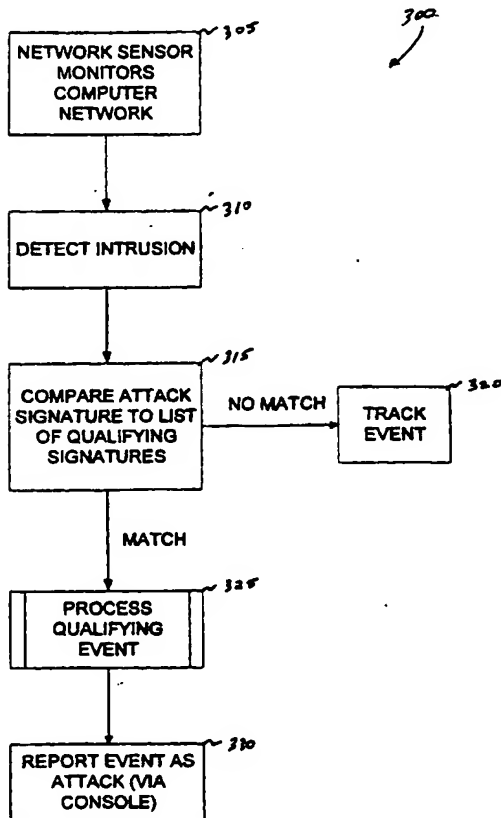 300
305
NETWORK SENSOR
MONITORS
COMPUTER
NETWORK
310
DETECT INTRUSION
315
COMPARE ATTACK
SIGNATURE TO LIST
OF QUALIFYING
SIGNATURES
NO MATCH
320
TRACK
EVENT
MATCH
325
PROCESS
QUALIFYING
EVENT
330
REPORT EVENT AS
ATTACK (VIA
CONSOLE)